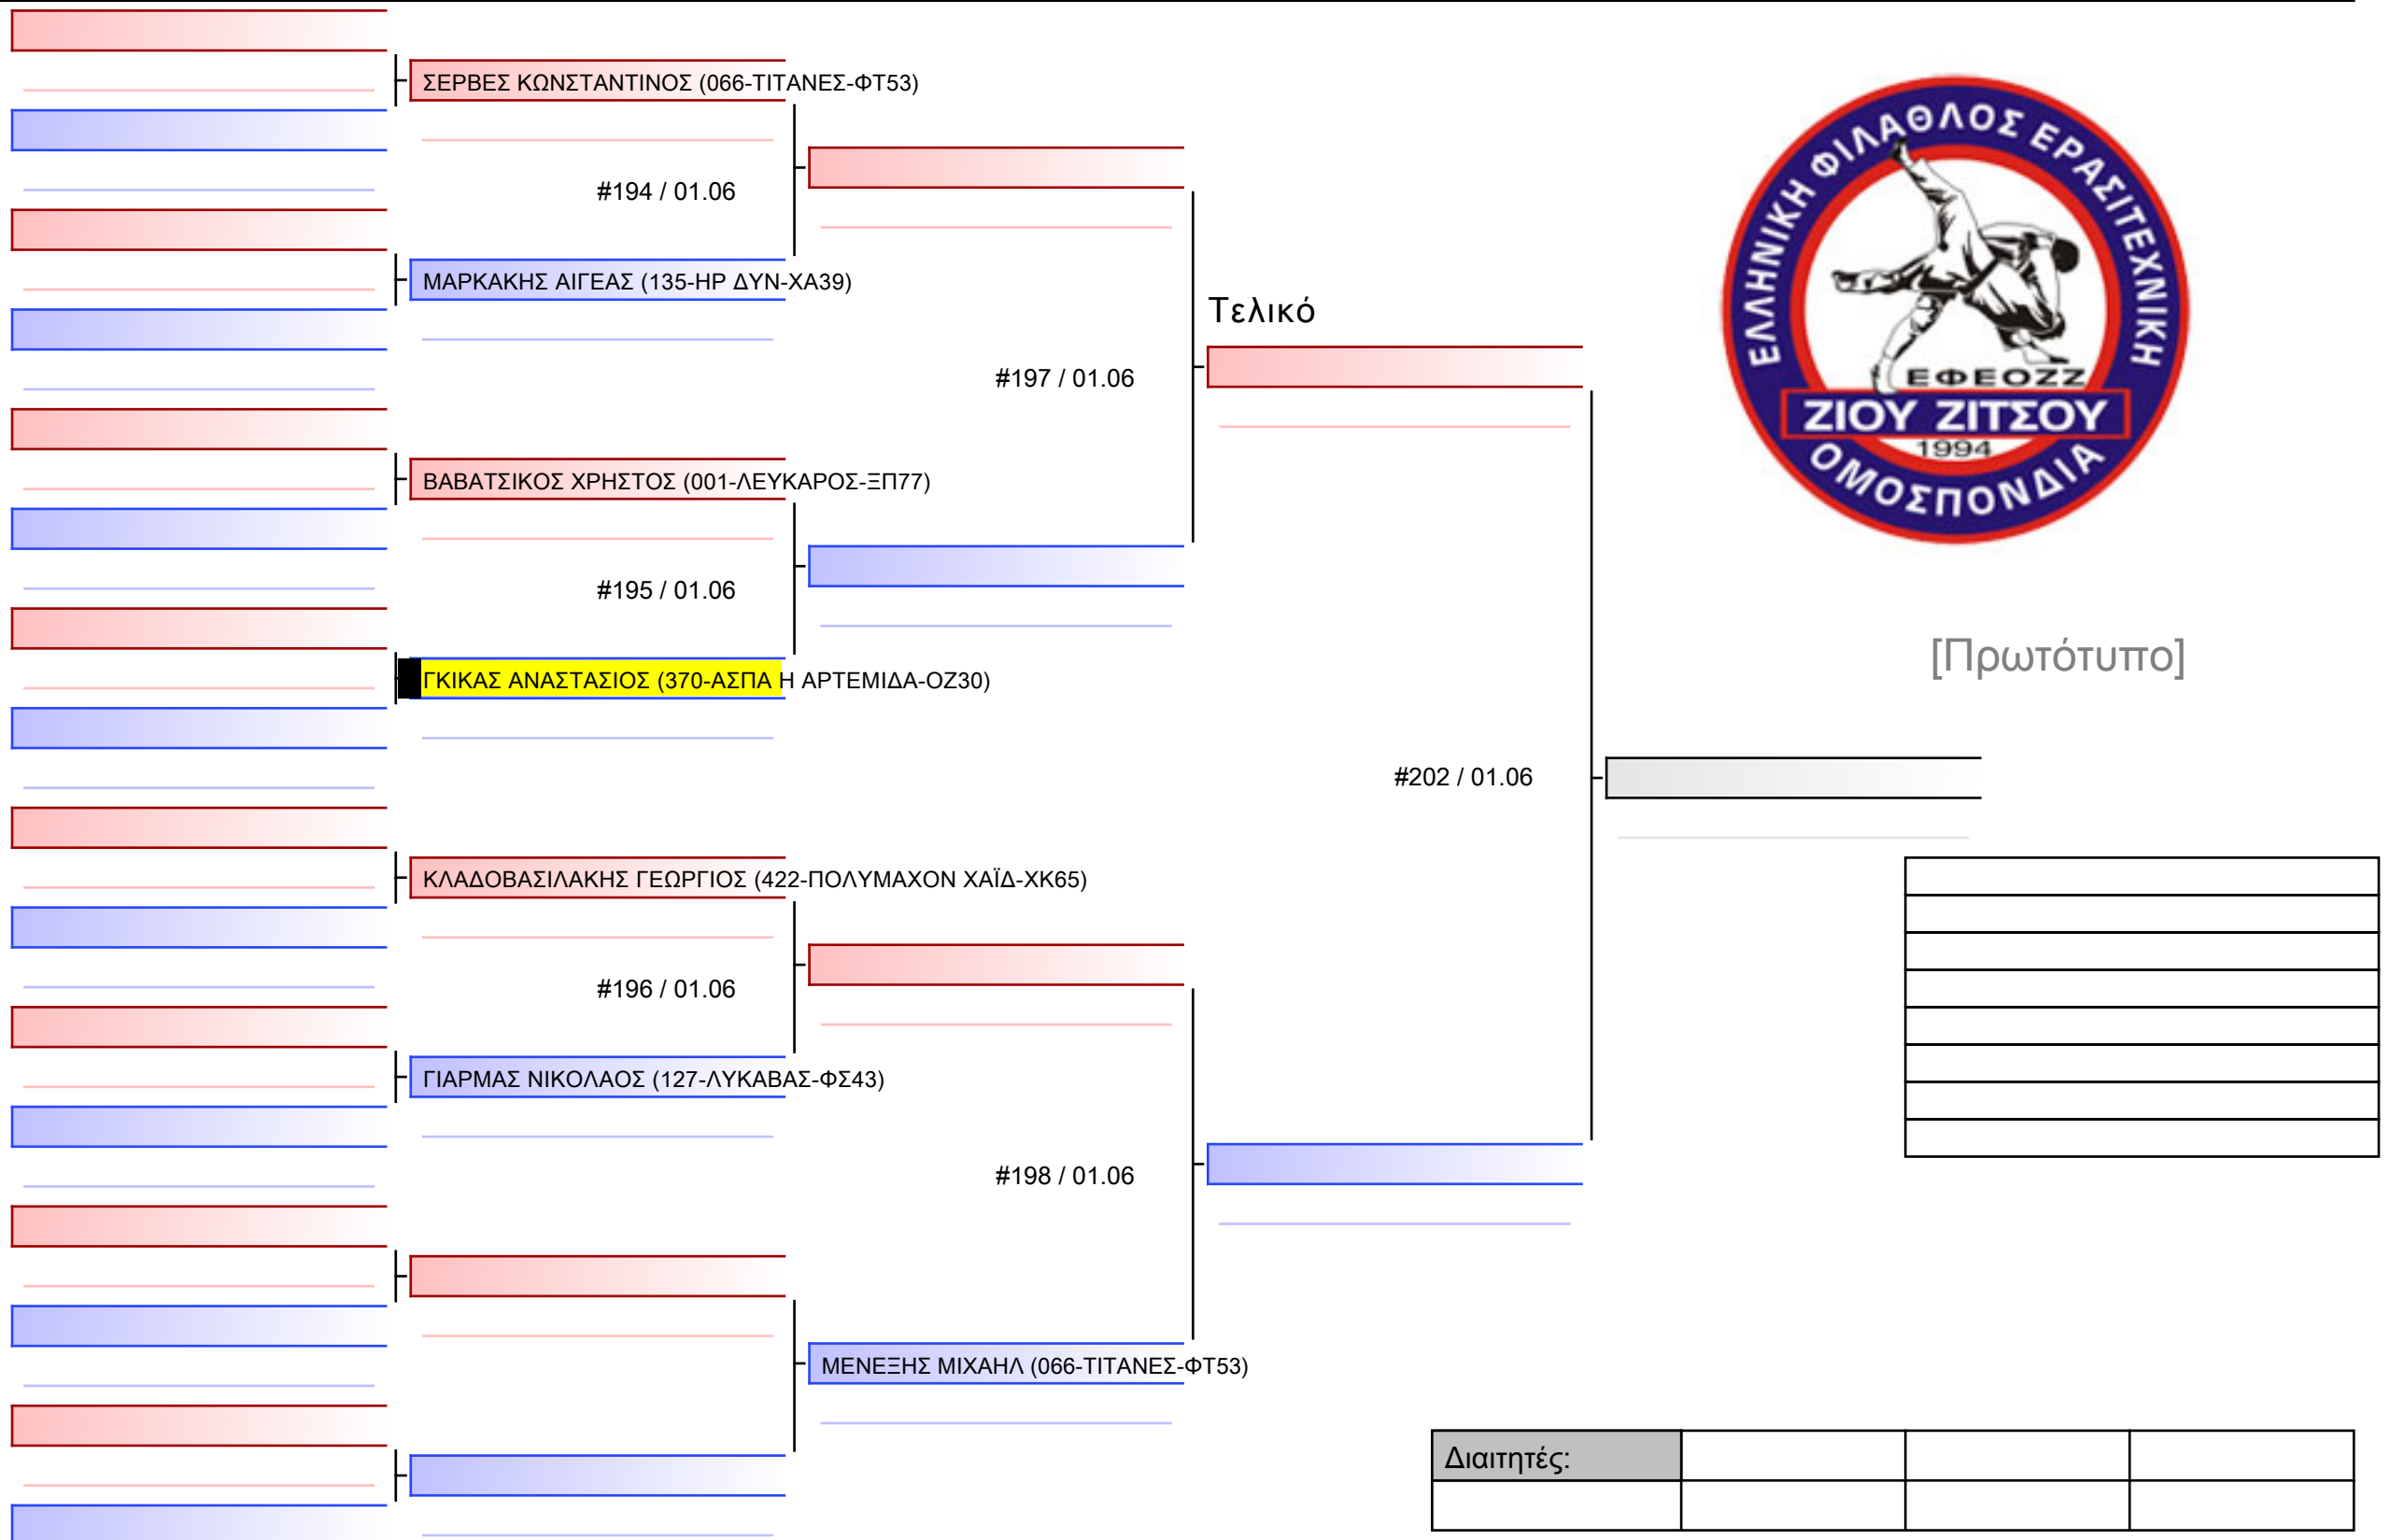 ΣΕΡΒΕΣ ΚΩΝΣΤΑΝΤΙΝΟΣ (066-ΤΙΤΑΝΕΣ-ΦΤ53)
#194 / 01.06
ΜΑΡΚΑΚΗΣ ΑΙΓΕΑΣ (135-ΗΡ ΔΥΝ-ΧΑ39)
Τελικό
#197 / 01.06
ΒΑΒΑΤΣΙΚΟΣ ΧΡΗΣΤΟΣ (001-ΛΕΥΚΑΡΟΣ-ΞΠ77)
#195 / 01.06
ΓΚΙΚΑΣ ΑΝΑΣΤΑΣΙΟΣ (370-ΑΣΠΑ Η ΑΡΤΕΜΙΔΑ-ΟΖ30)
ΕΛΛΗΝΙΚΗ ΦΙΛΑΘΛΟΣ ΕΡΑΣΙΤΕΧΝΙΚΗ
ΕΦΕΟΖΖ
ΖΙΟΥ ΖΙΤΣΟΥ
1994
ΟΜΟΣΠΟΝΔΙΑ
[Πρωτότυπο]
#202 / 01.06
ΚΛΑΔΟΒΑΣΙΛΑΚΗΣ ΓΕΩΡΓΙΟΣ (422-ΠΟΛΥΜΑΧΟΝ ΧΑΪΔ-ΧΚ65)
#196 / 01.06
ΓΙΑΡΜΑΣ ΝΙΚΟΛΑΟΣ (127-ΛΥΚΑΒΑΣ-ΦΣ43)
#198 / 01.06
ΜΕΝΕΞΗΣ ΜΙΧΑΗΛ (066-ΤΙΤΑΝΕΣ-ΦΤ53)
Διαιτητές: